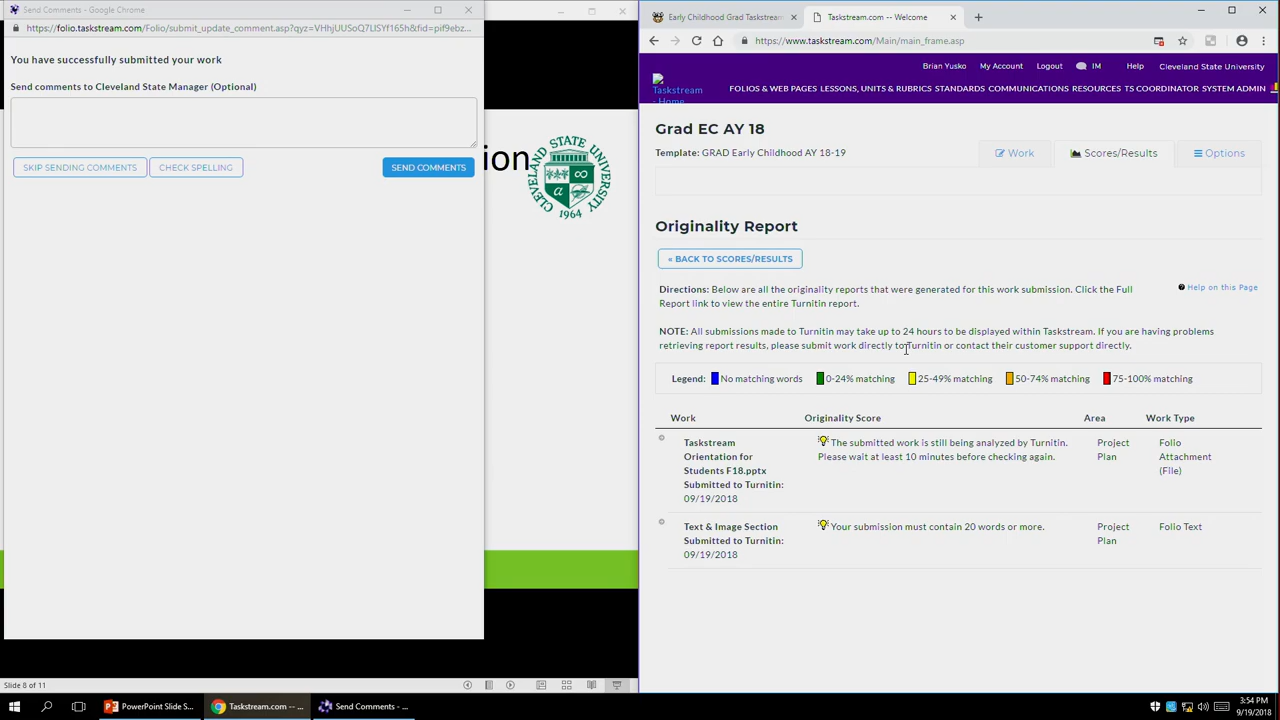 Send Comments - Google Chrome
https://folio.taskstream.com/Folio/submit_update_comment.asp?qyz=VHhjUUSoQ7LISYf165h&fid=pif9ebz...
You have successfully submitted your work
Send comments to Cleveland State Manager (Optional)
SKIP SENDING COMMENTS
CHECK SPELLING
SEND COMMENTS
ion
CLEVELAND STATE UNIVERSITY
1964
Slide 8 of 11
Early Childhood Grad Taskstream
Taskstream.com -- Welcome
https://www.taskstream.com/Main/main_frame.asp
Brian Yusko My Account Logout IM Help Cleveland State University
Taskstream - Home
FOLIOS & WEB PAGES LESSONS, UNITS & RUBRICS STANDARDS COMMUNICATIONS RESOURCES TS COORDINATOR SYSTEM ADMIN
Grad EC AY 18
Template: GRAD Early Childhood AY 18-19
Work
Scores/Results
Options
Originality Report
« BACK TO SCORES/RESULTS
Directions: Below are all the originality reports that were generated for this work submission. Click the Full
Report link to view the entire Turnitin report.
Help on this Page
NOTE: All submissions made to Turnitin may take up to 24 hours to be displayed within Taskstream. If you are having problems
retrieving report results, please submit work directly to Turnitin or contact their customer support directly.
Legend: No matching words 0-24% matching 25-49% matching 50-74% matching 75-100% matching
Work Originality Score Area Work Type
Taskstream
Orientation for
Students F18.pptx
Submitted to Turnitin:
09/19/2018
The submitted work is still being analyzed by Turnitin.
Please wait at least 10 minutes before checking again.
Project
Plan
Folio
Attachment
(File)
Text & Image Section
Submitted to Turnitin:
09/19/2018
Your submission must contain 20 words or more.
Project
Plan
Folio Text
PowerPoint Slide S...
Taskstream.com -- ...
Send Comments - ...
3:54 PM
9/19/2018